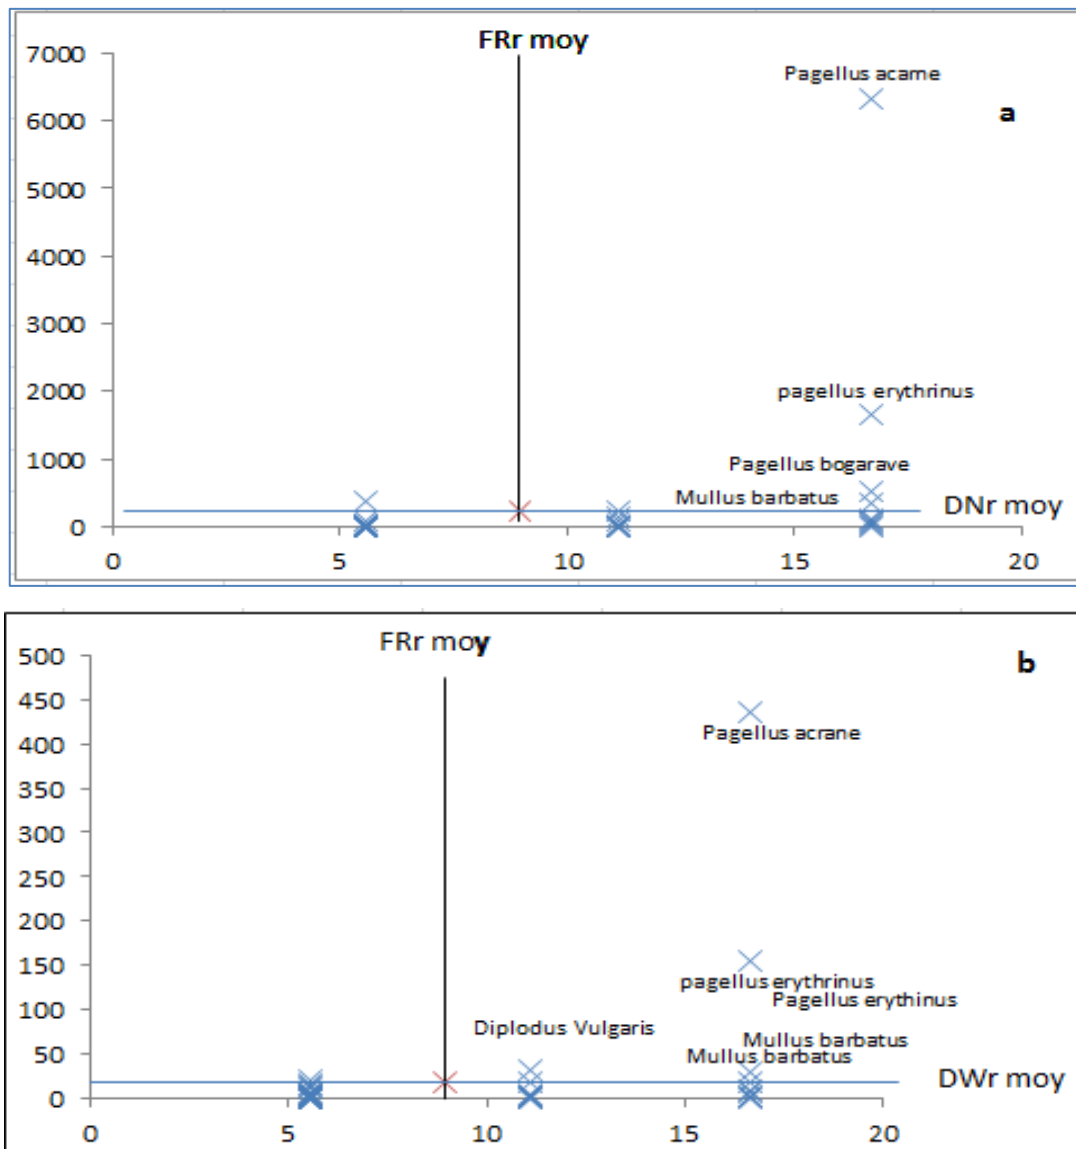 FRr moy
7000
Pagellus acarne
6000
a
5000
4000
3000
2000
pagellus erythrinus
1000
Pagellus bogarave
Mullus barbatus
DNr moy
0
0 5 10 15 20
FRr moy
500
b
450
Pagellus acrane
400
350
300
250
200
150
pagellus erythrinus
Pagellus erythinus
100
Diplodus Vulgaris
Mullus barbatus
50
Mullus barbatus
DWr moy
0
0 5 10 15 20